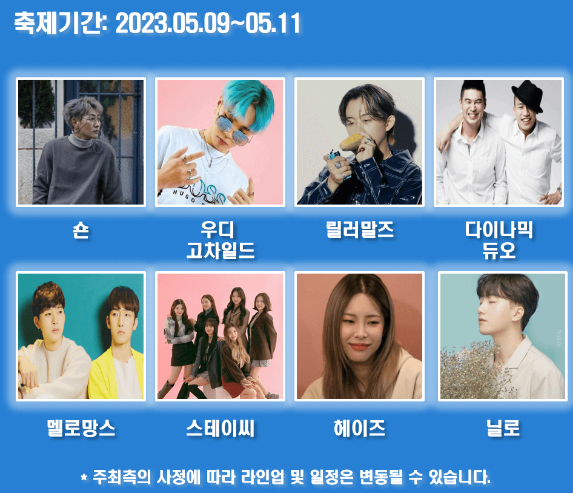 축제기간: 2023.05.09~05.11
숀
우디
고차일드
릴러말즈
다이나믹
듀오
멜로망스
스테이씨
헤이즈
닐로
* 주최측의 사정에 따라 라인업 및 일정은 변동될 수 있습니다.